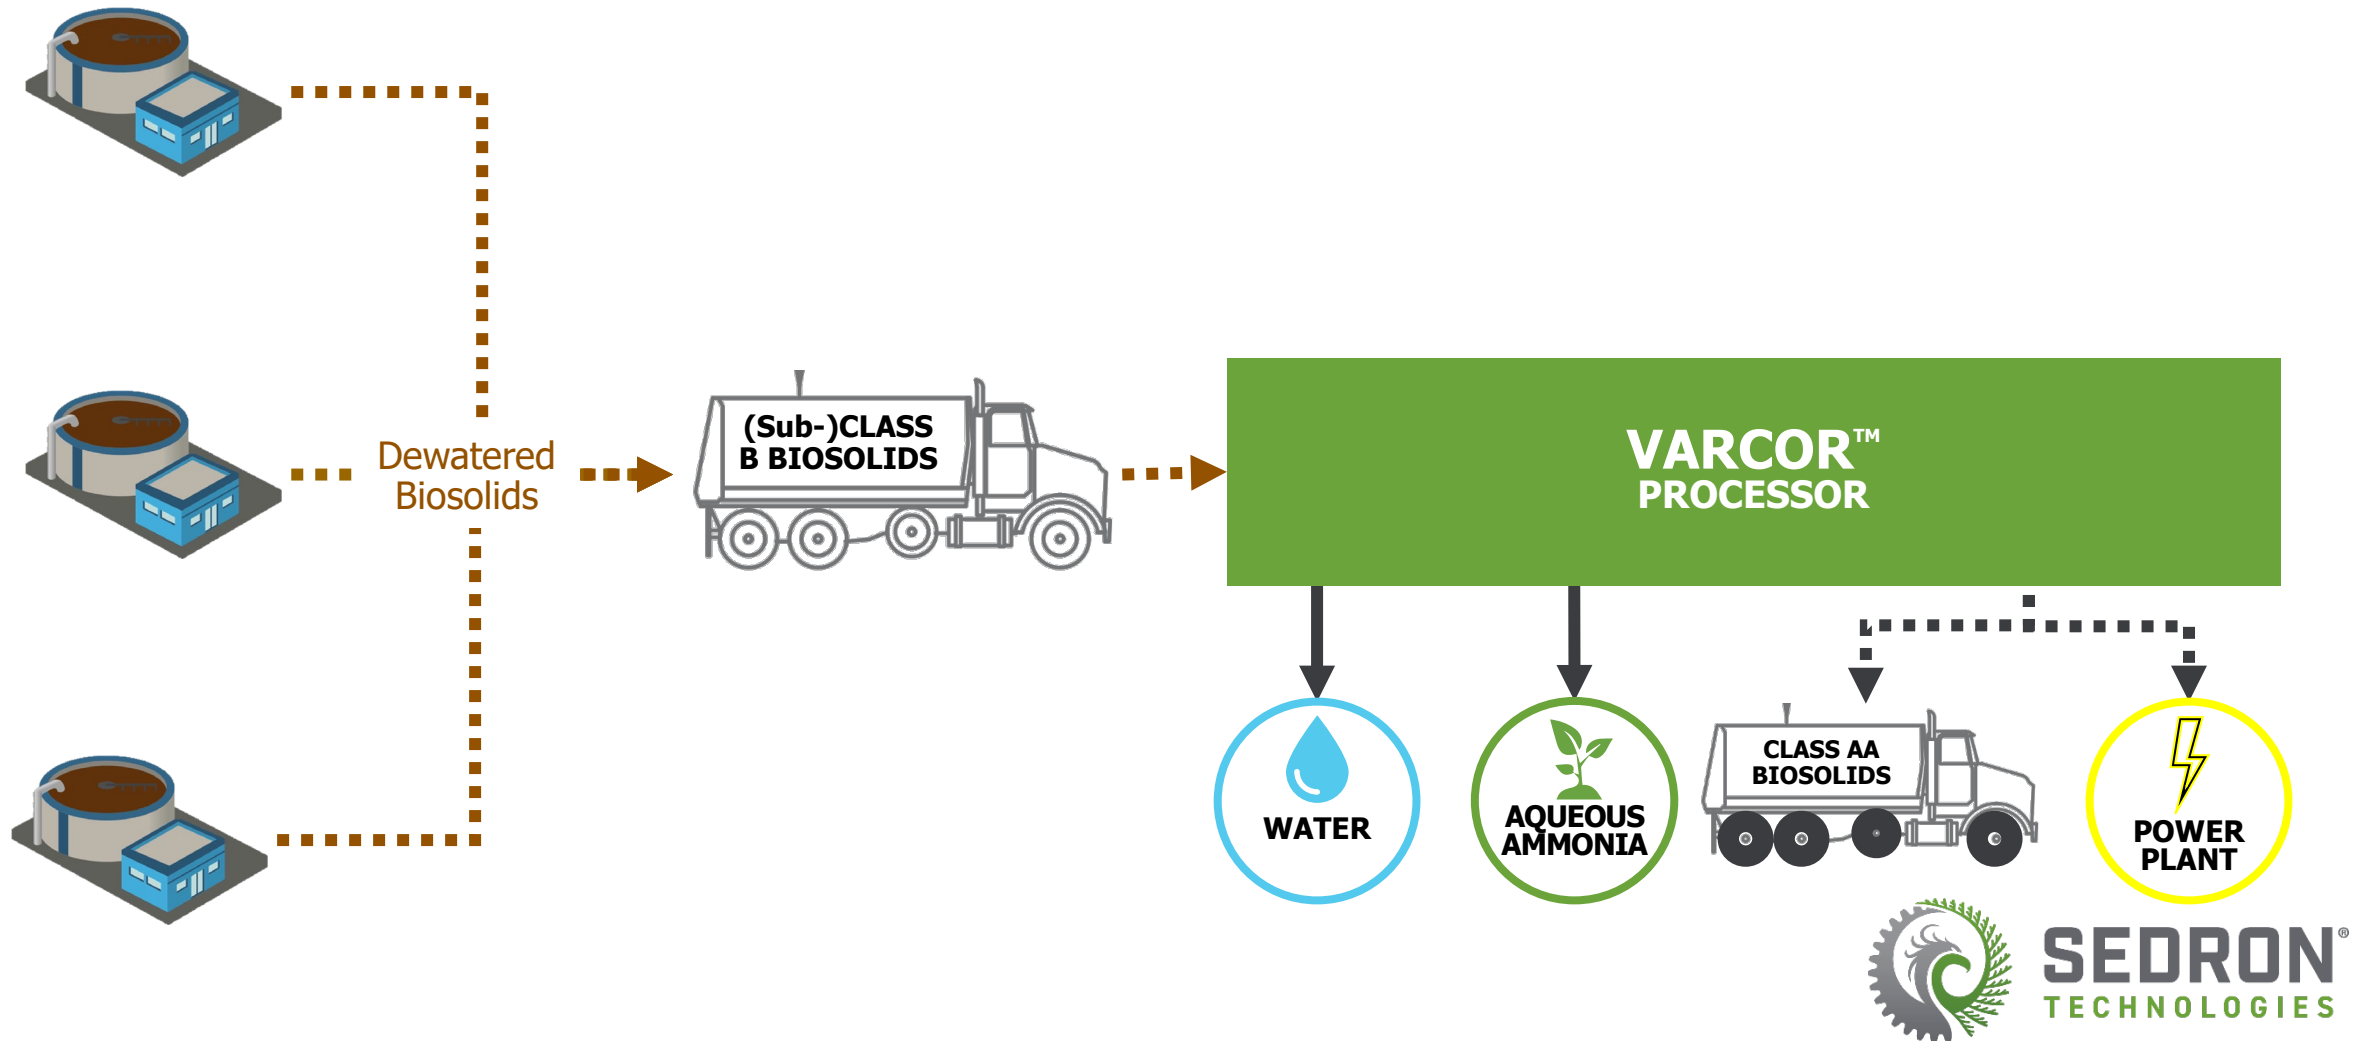 Dewatered
Biosolids
(Sub-)CLASS
B BIOSOLIDS
VARCOR™
PROCESSOR
WATER
AQUEOUS
AMMONIA
CLASS AA
BIOSOLIDS
POWER
PLANT
SEDRON®
TECHNOLOGIES